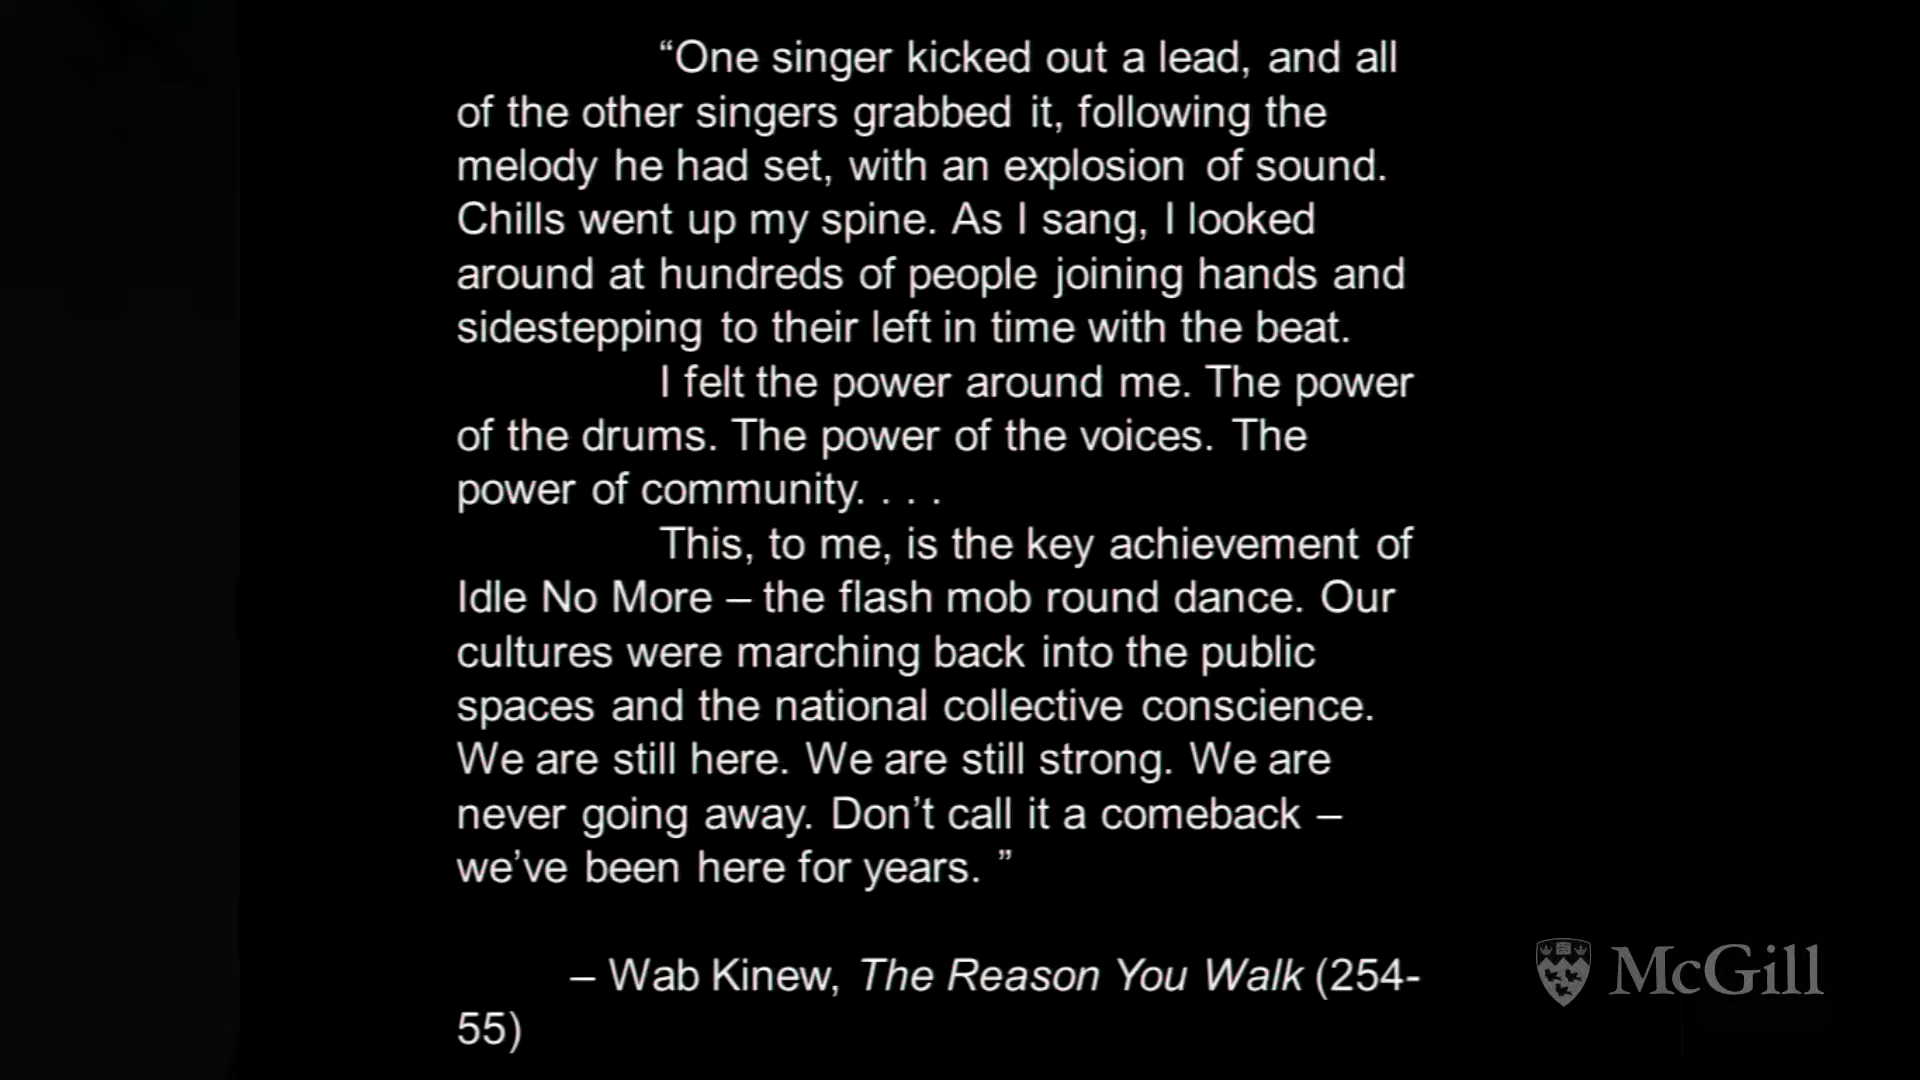 “One singer kicked out a lead, and all
of the other singers grabbed it, following the
melody he had set, with an explosion of sound.
Chills went up my spine. As I sang, I looked
around at hundreds of people joining hands and
sidestepping to their left in time with the beat.
I felt the power around me. The power
of the drums. The power of the voices. The
power of community. . . .
This, to me, is the key achievement of
Idle No More – the flash mob round dance. Our
cultures were marching back into the public
spaces and the national collective conscience.
We are still here. We are still strong. We are
never going away. Don’t call it a comeback –
we’ve been here for years. ”
– Wab Kinew, The Reason You Walk (254-
55)
McGill